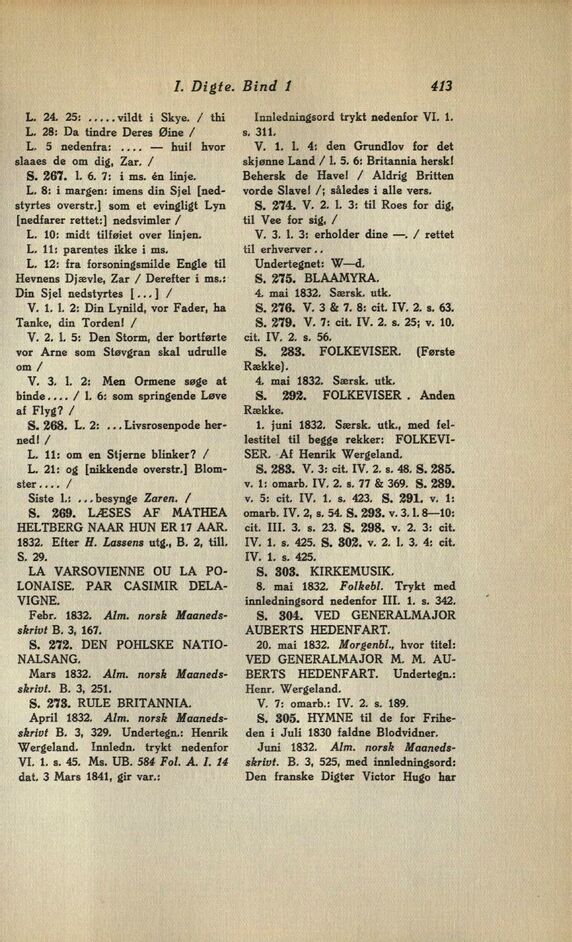 I. Digte. Bind 1 413
L. 24. 25: .....vildt i Skye. / thi
L. 28: Da tindre Deres Øine /
L. 5 nedenfra: .... — hui! hvor
slaaes de om dig, Zar. /
S. 267. l. 6. 7: i ms. én linje.
L. 8: i margen: imens din Sjel [ned-
styrtes overstr.] som et evingligt Lyn
[nedfarer rettet:] nedsvimler /
L. 10: midt tilføiet over linjen.
L. 11: parentes ikke i ms.
L. 12: fra forsoningsmilde Engle til
Hevnens Djævle, Zar / Derefter i ms.:
Din Sjel nedstyrtes [...] /
V. 1. l. 2: Din Lynild, vor Fader, ha
Tanke, din Torden! /
V. 2. l. 5: Den Storm, der bortførte
vor Arne som Støvgran skal udrulle
om /
V. 3. l. 2: Men Ormene søge at
binde.... / l. 6: som springende Løve
af Flyg? /
S. 268. L. 2: ...Livsrosenpode her-
ned! /
L. 11: om en Stjerne blinker? /
L. 21: og [nikkende overstr.] Blom-
ster.... /
Siste l.: ...besynge Zaren. /
S. 269. LÆSES AF MATHEA
HELTBERG NAAR HUN ER 17 AAR.
1832. Efter H. Lassens utg., B. 2, till.
S. 29.
LA VARSOVIENNE OU LA PO-
LONAISE. PAR CASIMIR DELA-
VIGNE.
Febr. 1832. Alm. norsk Maaneds-
skrivt B. 3, 167.
S. 272. DEN POHLSKE NATIO-
NALSANG.
Mars 1832. Alm. norsk Maaneds-
skrivt. B. 3, 251.
S. 273. RULE BRITANNIA.
April 1832. Alm. norsk Maaneds-
skrivt B. 3, 329. Undertegn.: Henrik
Wergeland. Innledn. trykt nedenfor
VI. 1. s. 45. Ms. UB. 584 Fol. A. I. 14
dat. 3 Mars 1841, gir var.:
Innledningsord trykt nedenfor VI. 1.
s. 311.
V. 1. l. 4: den Grundlov for det
skjønne Land / l. 5. 6: Britannia hersk!
Behersk de Have! / Aldrig Britten
vorde Slave! /; således i alle vers.
S. 274. V. 2. l. 3: til Roes for dig,
til Vee for sig, /
V. 3. l. 3: erholder dine —. / rettet
til erhverver..
Undertegnet: W—d.
S. 275. BLAAMYRA.
4. mai 1832. Særsk. utk.
S. 276. V. 3 & 7. 8: cit. IV. 2. s. 63.
S. 279. V. 7: cit. IV. 2. s. 25; v. 10.
cit. IV. 2. s. 56.
S. 283. FOLKEVISER. (Første
Række).
4. mai 1832. Særsk. utk.
S. 292. FOLKEVISER . Anden
Række.
1. juni 1832. Særsk. utk., med fel-
lestitel til begge rekker: FOLKEVI-
SER. Af Henrik Wergeland.
S. 283. V. 3: cit. IV. 2. s. 48. S. 285.
v. 1: omarb. IV. 2. s. 77 & 369. S. 289.
v. 5: cit. IV. 1. s. 423. S. 291. v. 1:
omarb. IV. 2, s. 54. S. 293. v. 3. l. 8—10:
cit. III. 3. s. 23. S. 298. v. 2. 3: cit.
IV. 1. s. 425. S. 302. v. 2. l. 3. 4: cit.
IV. 1. s. 425.
S. 303. KIRKEMUSIK.
8. mai 1832. Folkebl. Trykt med
innledningsord nedenfor III. 1. s. 342.
S. 304. VED GENERALMAJOR
AUBERTS HEDENFART.
20. mai 1832. Morgenbl., hvor titel:
VED GENERALMAJOR M. M. AU-
BERTS HEDENFART. Undertegn.:
Henr. Wergeland.
V. 7: omarb.: IV. 2. s. 189.
S. 305. HYMNE til de for Frihe-
den i Juli 1830 faldne Blodvidner.
Juni 1832. Alm. norsk Maaneds-
skrivt. B. 3, 525, med innledningsord:
Den franske Digter Victor Hugo har